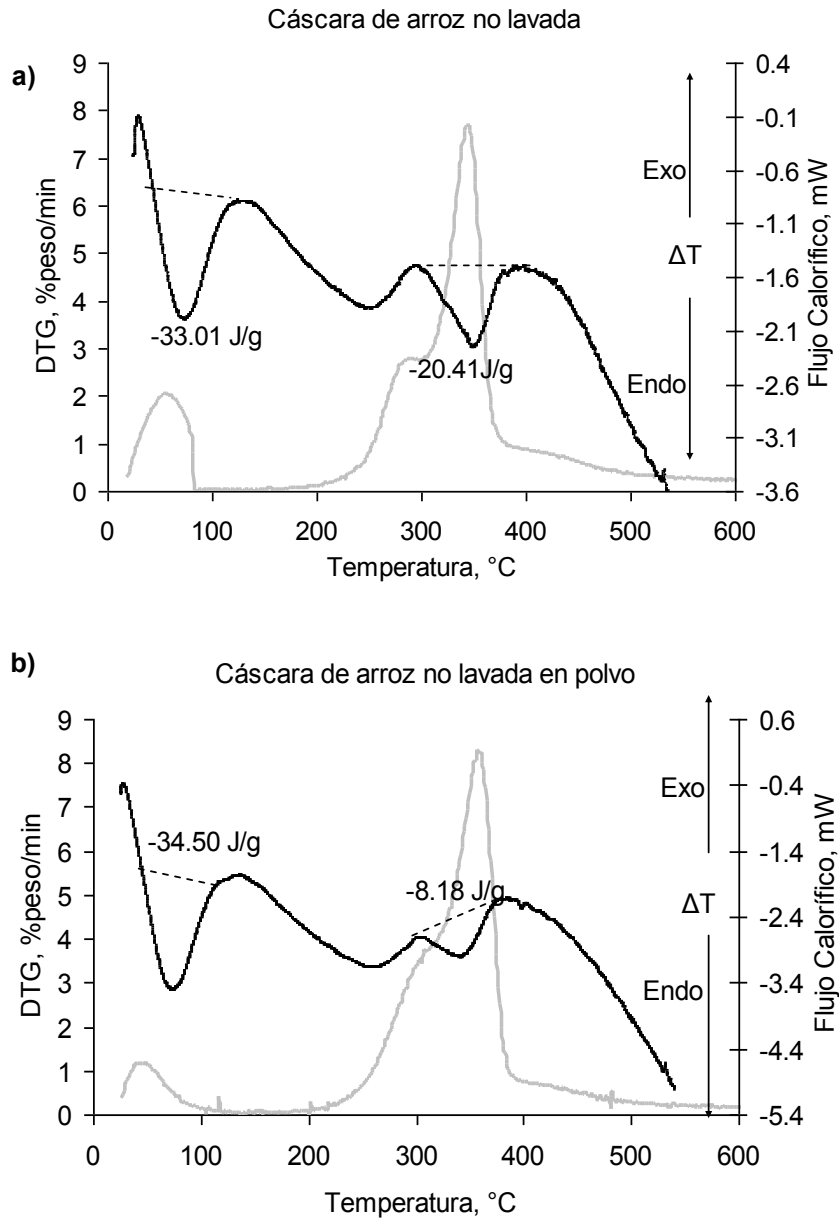 Cáscara de arroz no lavada
a)
9
8
7
6
5
4
3
2
1
0
DTG, %peso/min
0.4
-0.1
-0.6
-1.1
-1.6
-2.1
-2.6
-3.1
-3.6
Flujo Calorífico, mW
Exo
ΔT
Endo
-33.01 J/g
-20.41J/g
0 100 200 300 400 500 600
Temperatura, °C
b)
Cáscara de arroz no lavada en polvo
9
8
7
6
5
4
3
2
1
0
DTG, %peso/min
0.6
-0.4
-1.4
-2.4
-3.4
-4.4
-5.4
Flujo Calorífico, mW
Exo
ΔT
Endo
-34.50 J/g
-8.18 J/g
0 100 200 300 400 500 600
Temperatura, °C